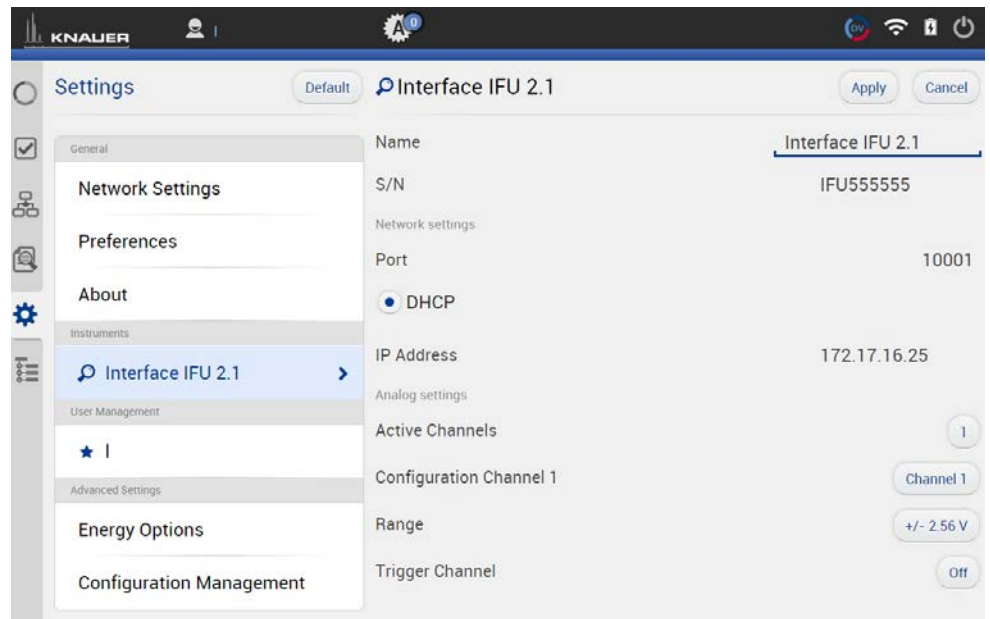 KNAUER
I
A
0
OV
Settings
Default
Interface IFU 2.1
Apply
Cancel
General
Network Settings
Preferences
About
Instruments
Interface IFU 2.1
User Management
I
Advanced Settings
Energy Options
Configuration Management
Name
Interface IFU 2.1
S/N
IFU555555
Network settings
Port
10001
DHCP
IP Address
172.17.16.25
Analog settings
Active Channels
1
Configuration Channel 1
Channel 1
Range
+/- 2.56 V
Trigger Channel
Off